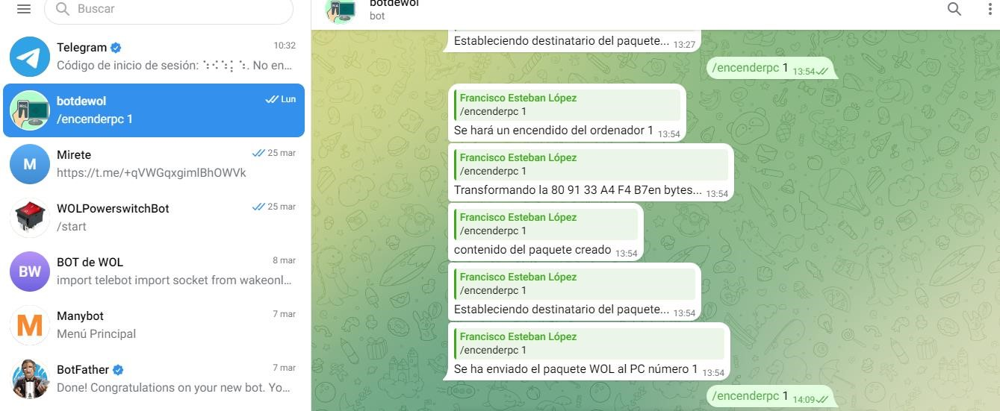 Buscar
Telegram
10:32
Código de inicio de sesión:
No en...
botdewol
Lun
/encenderpc 1
Mirete
25 mar
https://t.me/+qVWGqxgimlBhOWVk
WOLPowerswitchBot
25 mar
/start
BW
BOT de WOL
8 mar
import telebot import socket from wakeonl...
M
Manybot
7 mar
Menú Principal
BotFather
7 mar
Done! Congratulations on your new bot. Yo...
botdewol
bot
Estableciendo destinatario del paquete... 13:27
/encenderpc 1 13:54
Francisco Esteban López
/encenderpc 1
Se hará un encendido del ordenador 1 13:54
Francisco Esteban López
/encenderpc 1
Transformando la 80 91 33 A4 F4 B7en bytes... 13:54
Francisco Esteban López
/encenderpc 1
contenido del paquete creado 13:54
Francisco Esteban López
/encenderpc 1
Estableciendo destinatario del paquete... 13:54
Francisco Esteban López
/encenderpc 1
Se ha enviado el paquete WOL al PC número 1 13:54
/encenderpc 1 14:09